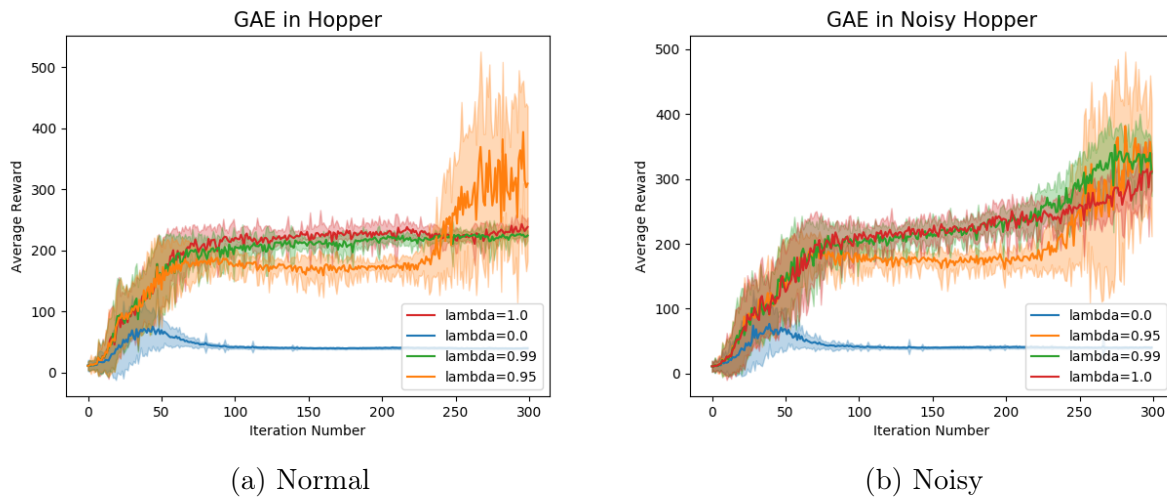 GAE in Hopper
500
400
300
200
100
0
Average Reward
0 50 100 150 200 250 300
Iteration Number
lambda=1.0
lambda=0.0
lambda=0.99
lambda=0.95
(a) Normal
GAE in Noisy Hopper
500
400
300
200
100
0
Average Reward
0 50 100 150 200 250 300
Iteration Number
lambda=0.0
lambda=0.95
lambda=0.99
lambda=1.0
(b) Noisy